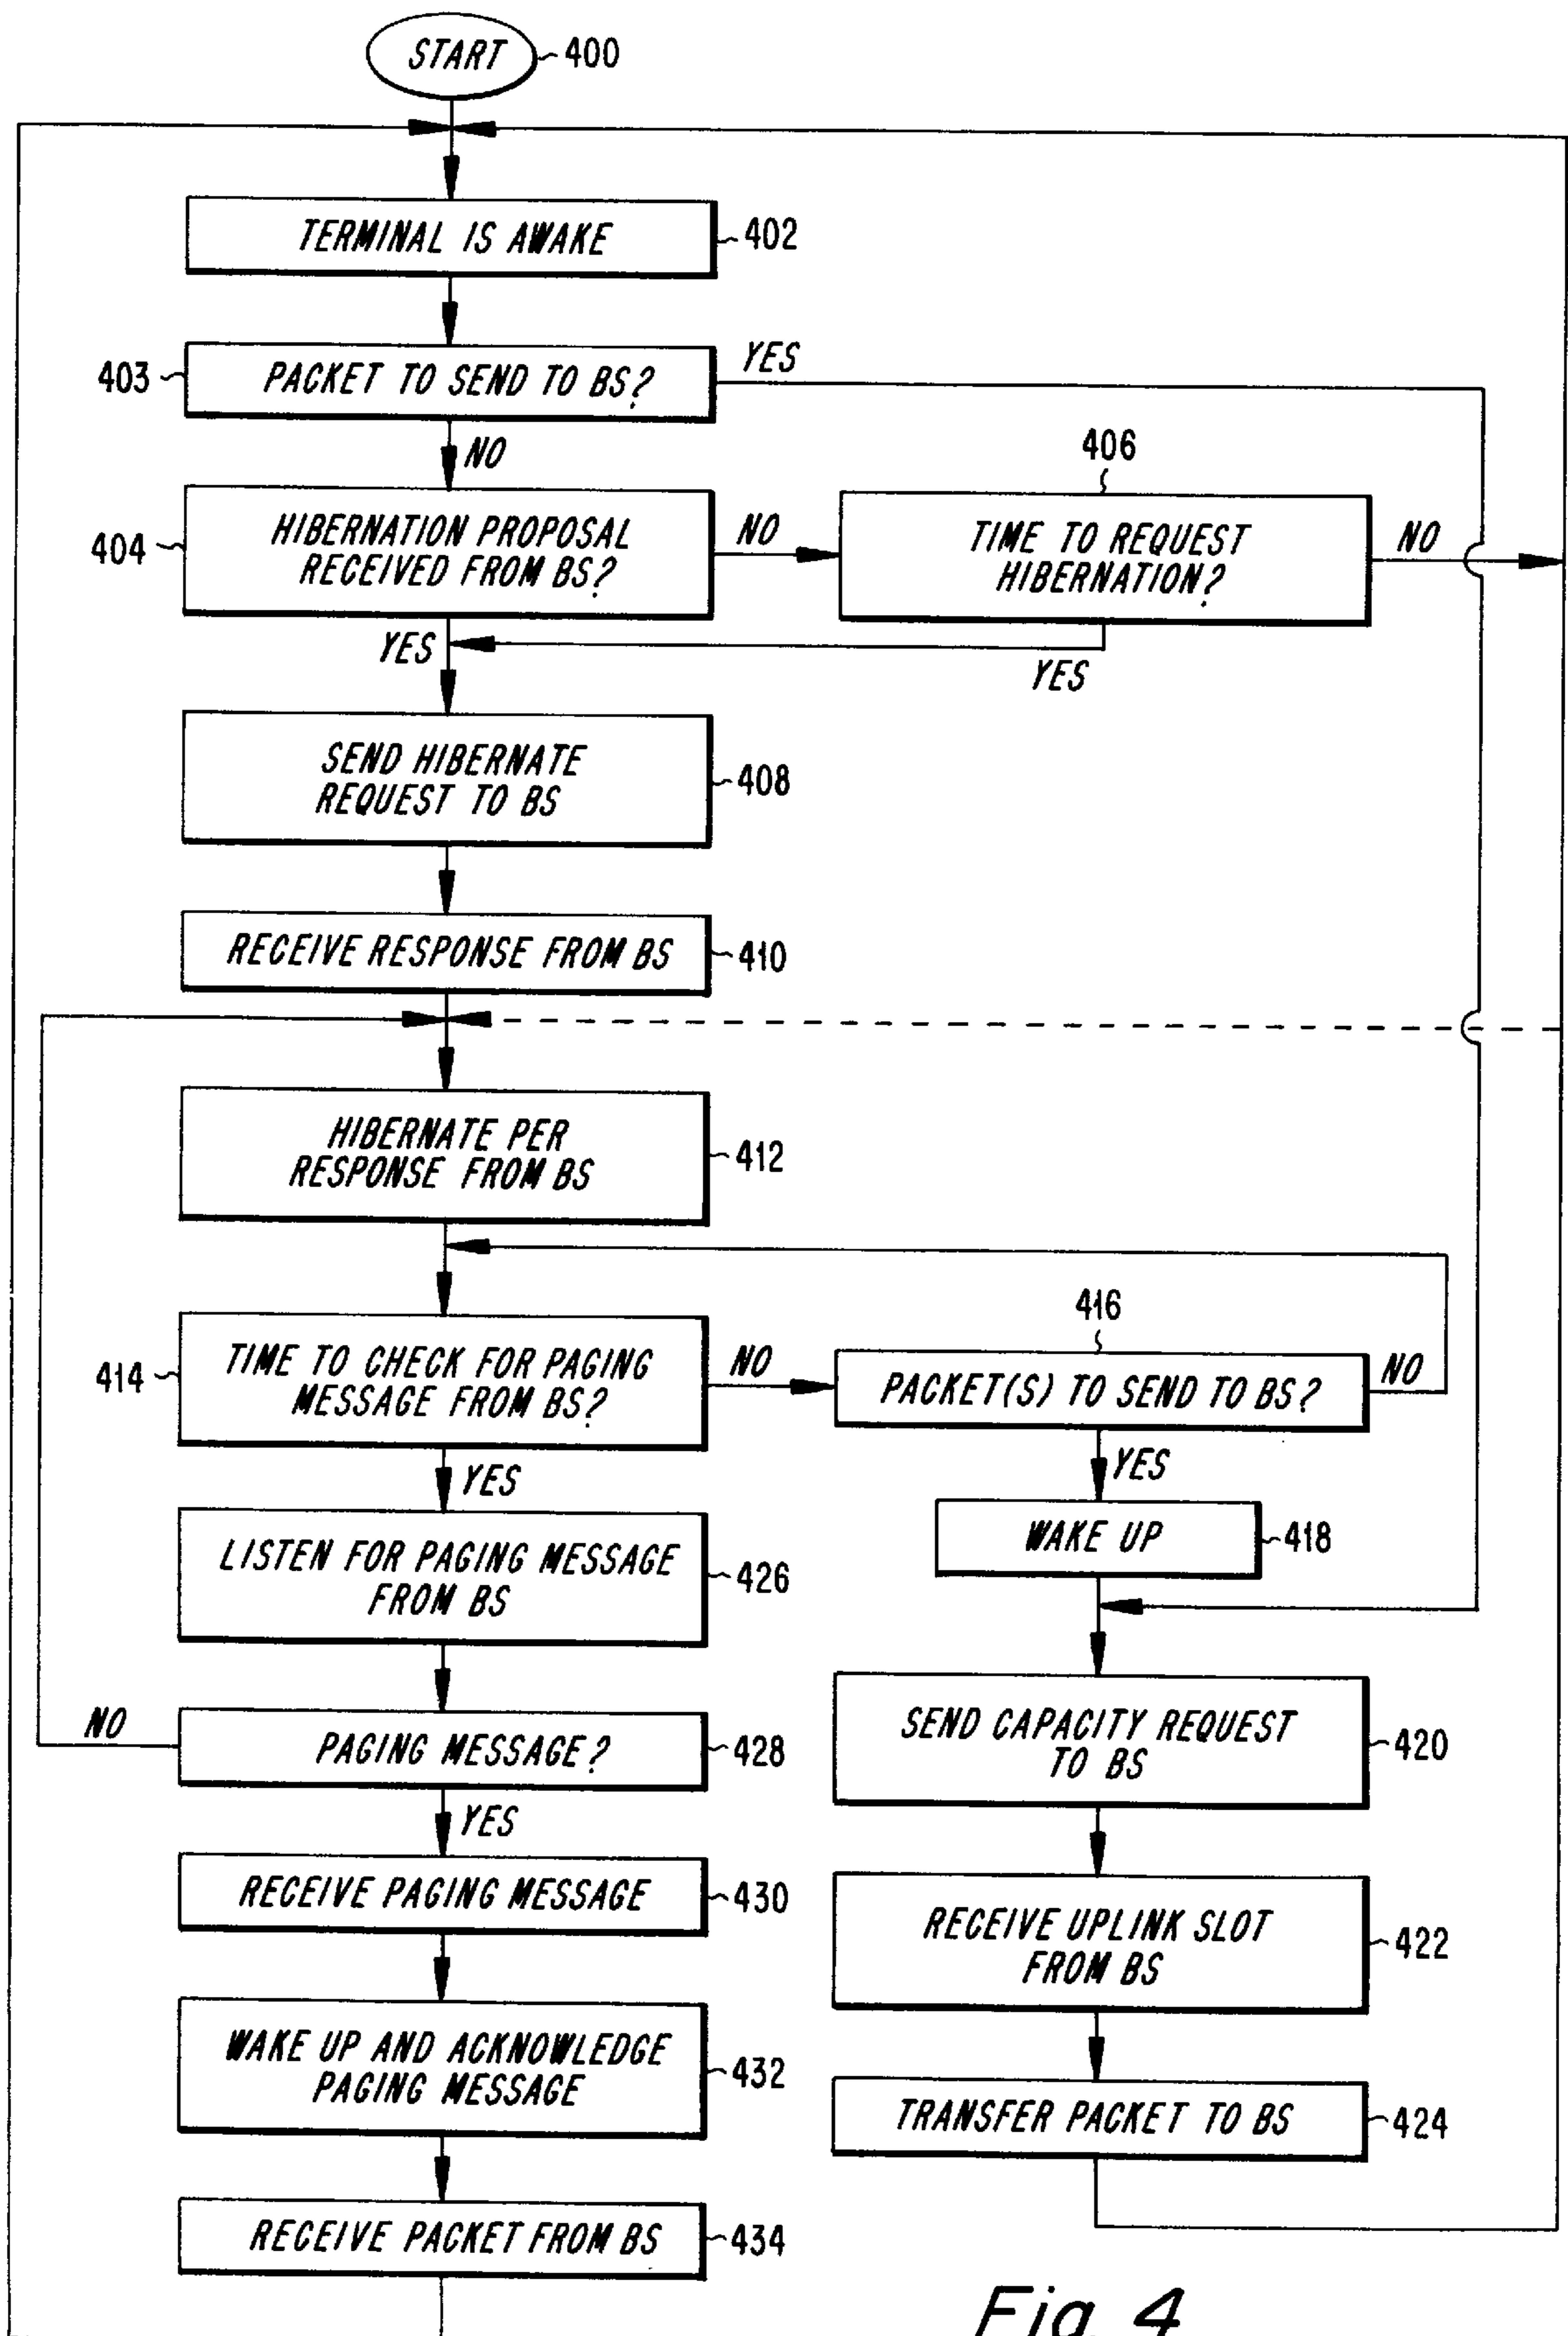 START
400
TERMINAL IS AWAKE
402
403
PACKET TO SEND TO BS?
YES
NO
406
404
HIBERNATION PROPOSAL
RECEIVED FROM BS?
NO
TIME TO REQUEST
HIBERNATION?
NO
YES
YES
SEND HIBERNATE
REQUEST TO BS
408
RECEIVE RESPONSE FROM BS
410
HIBERNATE PER
RESPONSE FROM BS
412
414
TIME TO CHECK FOR PAGING
MESSAGE FROM BS?
NO
416
PACKET(S) TO SEND TO BS?
NO
YES
YES
WAKE UP
418
LISTEN FOR PAGING MESSAGE
FROM BS
426
SEND CAPACITY REQUEST
TO BS
420
NO
PAGING MESSAGE?
428
YES
RECEIVE PAGING MESSAGE
430
RECEIVE UPLINK SLOT
FROM BS
422
WAKE UP AND ACKNOWLEDGE
PAGING MESSAGE
432
TRANSFER PACKET TO BS
424
RECEIVE PACKET FROM BS
434
Fig. 4